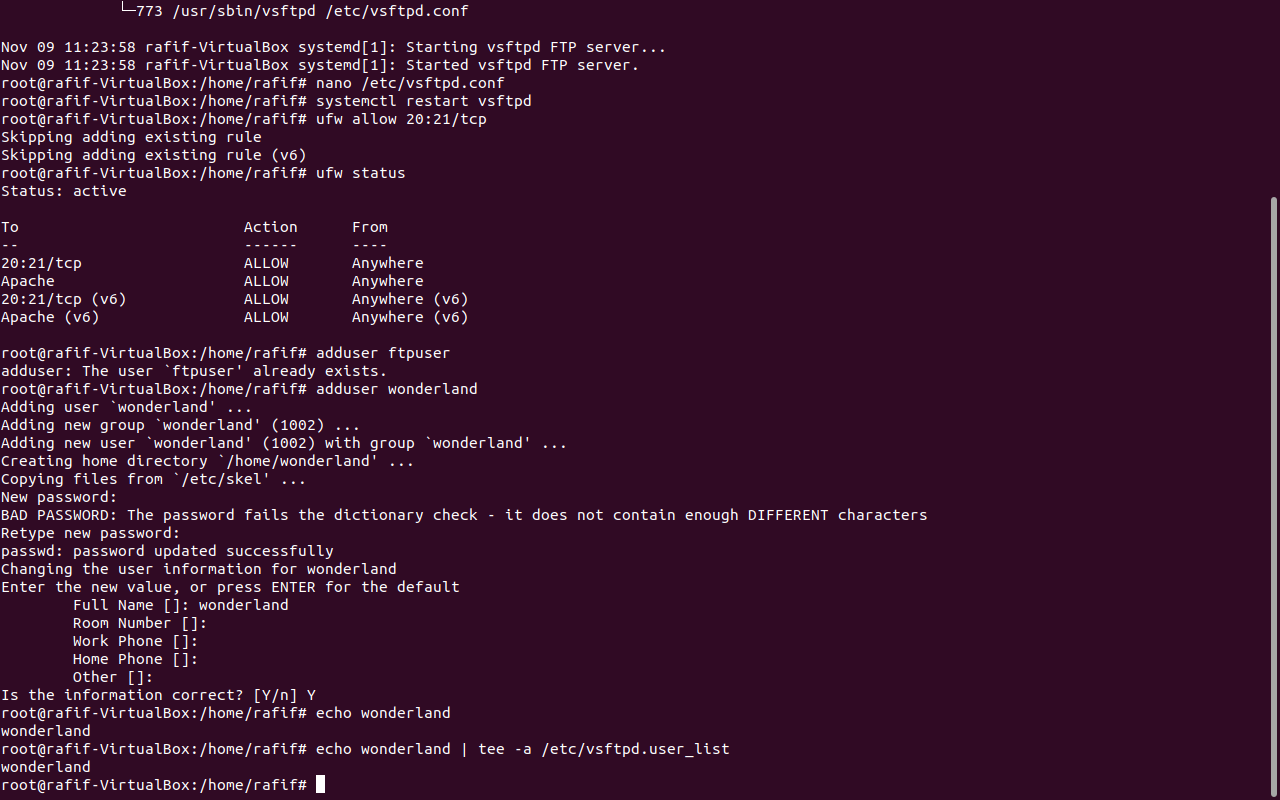 └─773 /usr/sbin/vsftpd /etc/vsftpd.conf
Nov 09 11:23:58 rafif-VirtualBox systemd[1]: Starting vsftpd FTP server...
Nov 09 11:23:58 rafif-VirtualBox systemd[1]: Started vsftpd FTP server.
root@rafif-VirtualBox:/home/rafif# nano /etc/vsftpd.conf
root@rafif-VirtualBox:/home/rafif# systemctl restart vsftpd
root@rafif-VirtualBox:/home/rafif# ufw allow 20:21/tcp
Skipping adding existing rule
Skipping adding existing rule (v6)
root@rafif-VirtualBox:/home/rafif# ufw status
Status: active
To                         Action      From
--                         ------      ----
20:21/tcp                  ALLOW       Anywhere
Apache                     ALLOW       Anywhere
20:21/tcp (v6)             ALLOW       Anywhere (v6)
Apache (v6)                ALLOW       Anywhere (v6)
root@rafif-VirtualBox:/home/rafif# adduser ftpuser
adduser: The user `ftpuser' already exists.
root@rafif-VirtualBox:/home/rafif# adduser wonderland
Adding user `wonderland' ...
Adding new group `wonderland' (1002) ...
Adding new user `wonderland' (1002) with group `wonderland' ...
Creating home directory `/home/wonderland' ...
Copying files from `/etc/skel' ...
New password:
BAD PASSWORD: The password fails the dictionary check - it does not contain enough DIFFERENT characters
Retype new password:
passwd: password updated successfully
Changing the user information for wonderland
Enter the new value, or press ENTER for the default
        Full Name []: wonderland
        Room Number []:
        Work Phone []:
        Home Phone []:
        Other []:
Is the information correct? [Y/n] Y
root@rafif-VirtualBox:/home/rafif# echo wonderland
wonderland
root@rafif-VirtualBox:/home/rafif# echo wonderland | tee -a /etc/vsftpd.user_list
wonderland
root@rafif-VirtualBox:/home/rafif#